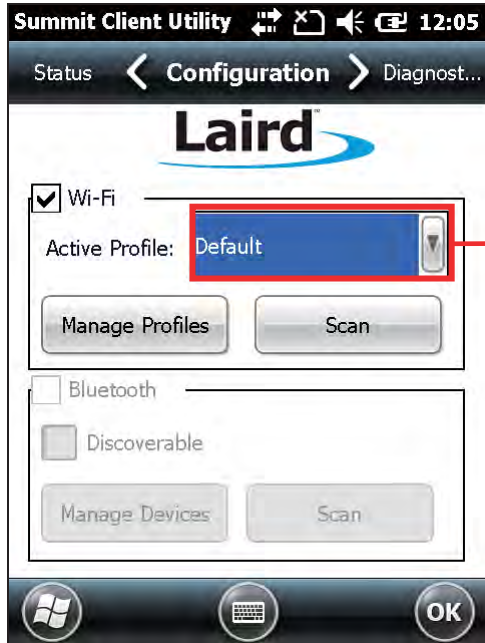 Summit Client Utility 12:05
Status Configuration Diagnost...
Laird™
Wi-Fi
Active Profile: Default
Manage Profiles Scan
Bluetooth
Discoverable
Manage Devices Scan
OK